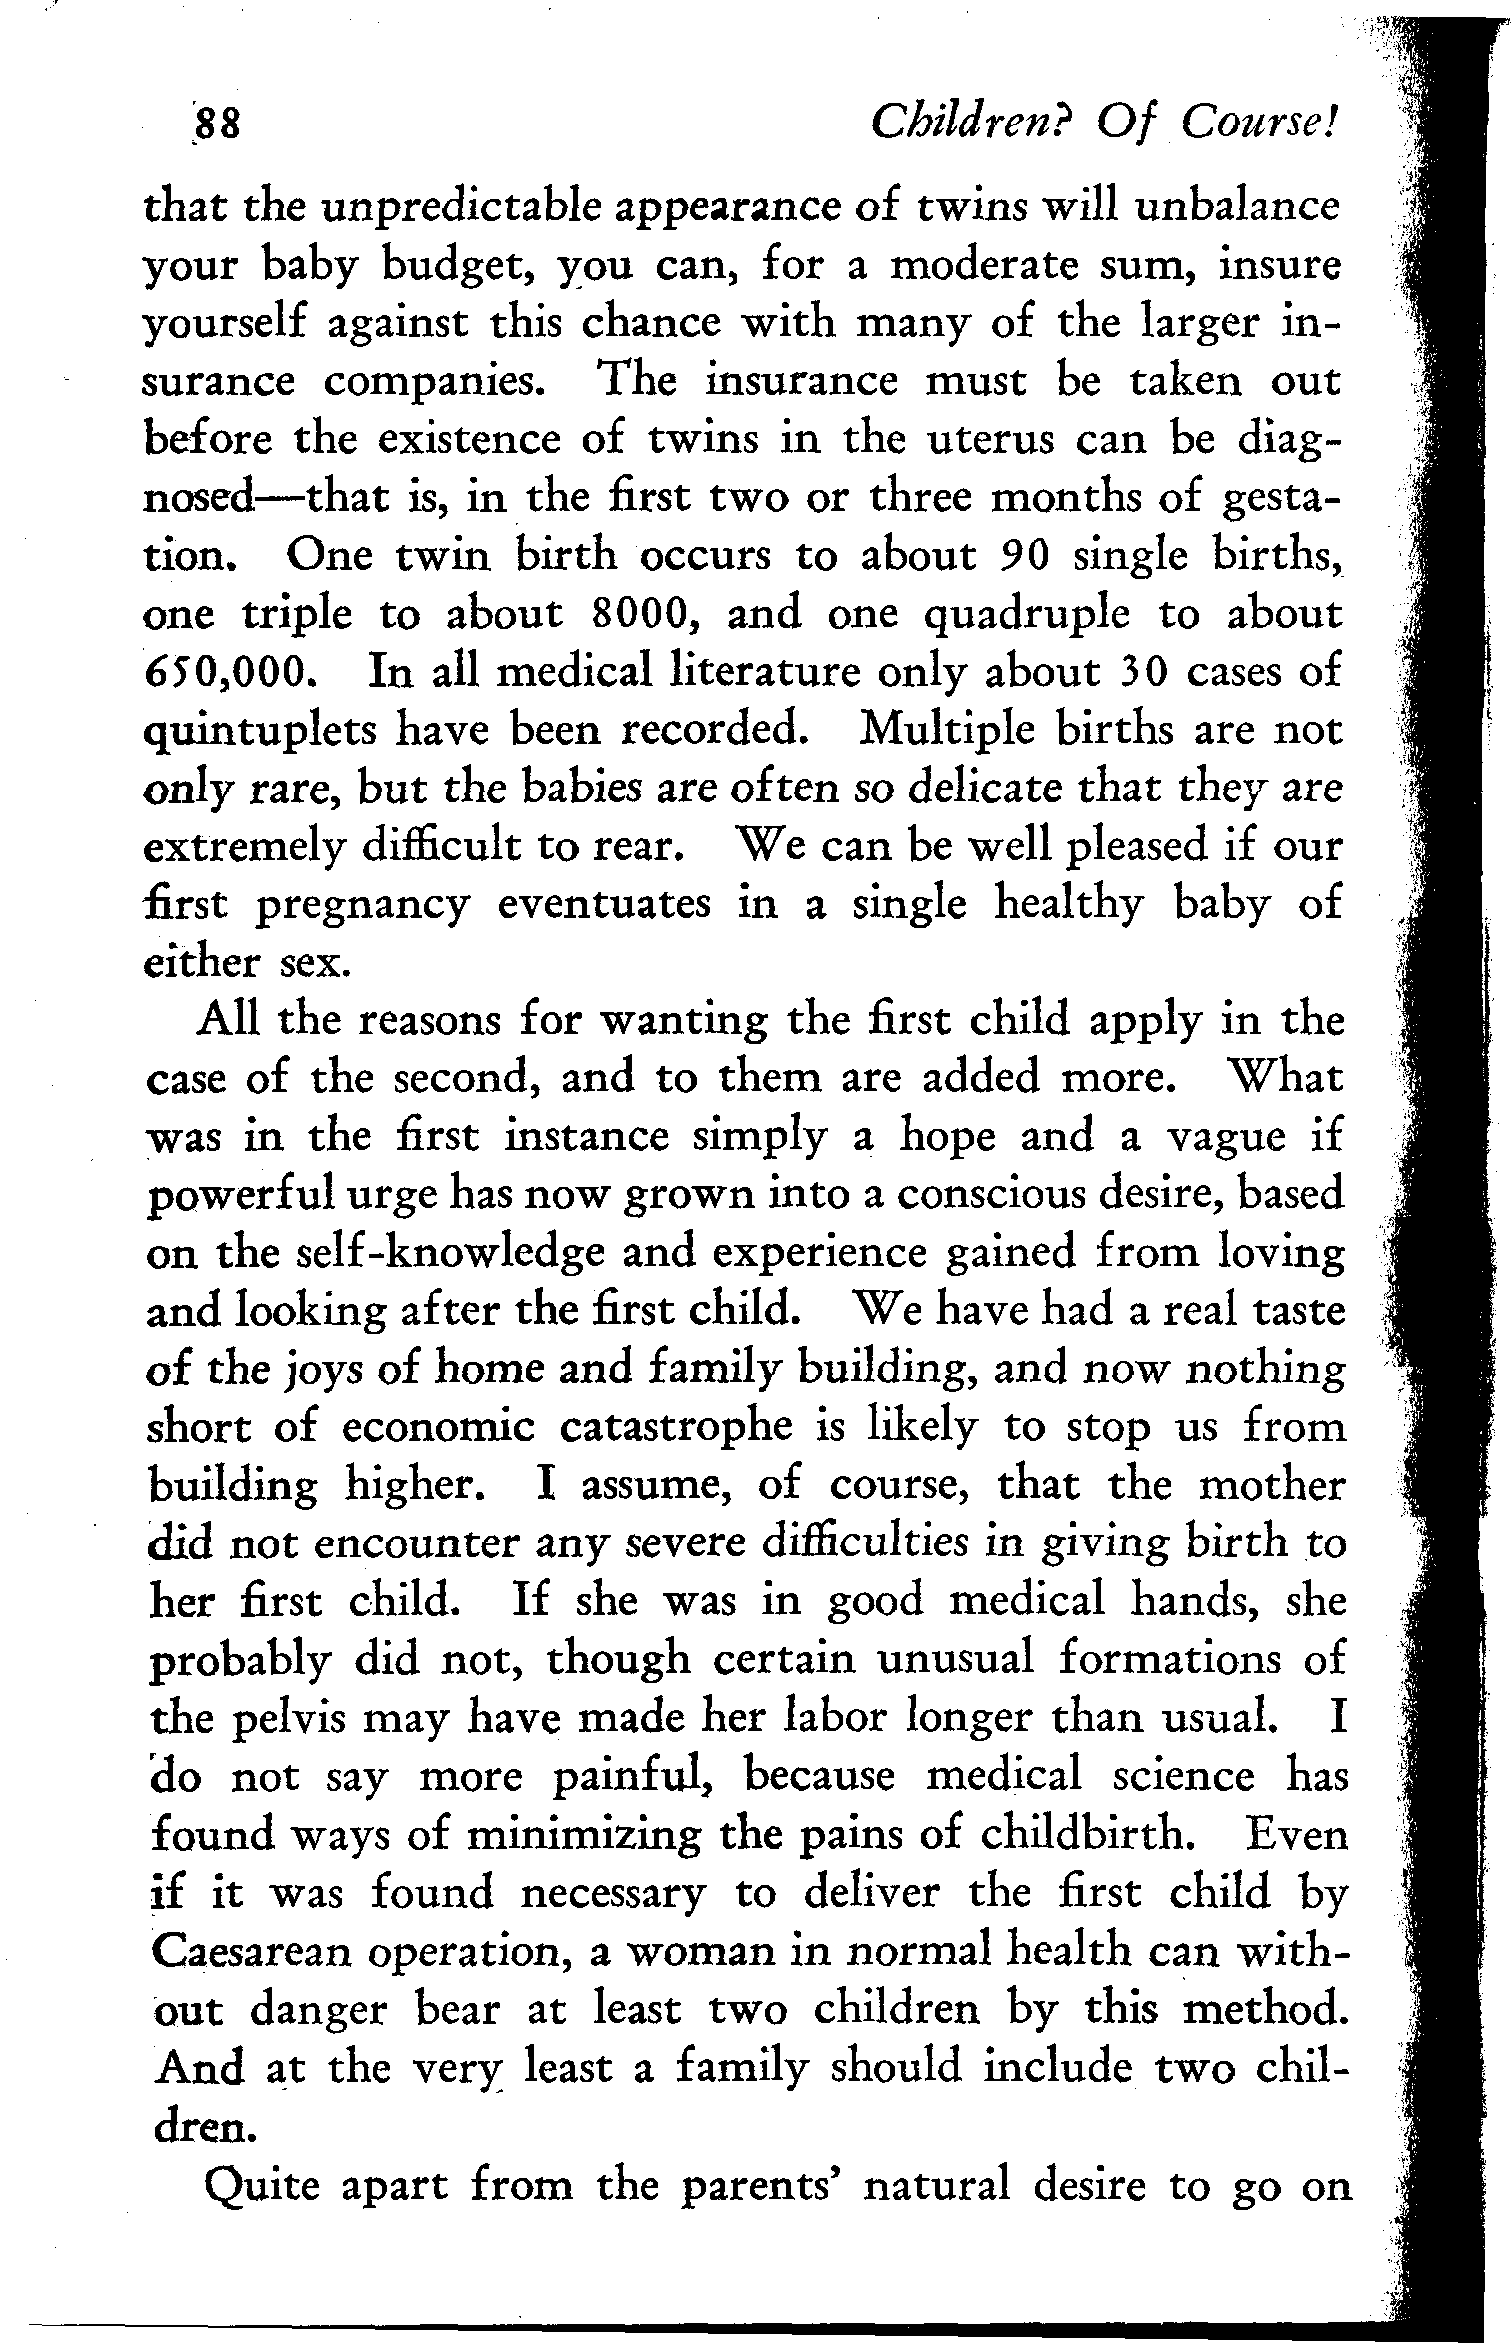 88 Children? Of Course!
that the unpredictable appearance of twins will unbalance
your baby budget, you can, for a moderate sum, insure
yourself against this chance with many of the larger in-
surance companies. The insurance must be taken out
before the existence of twins in the uterus can be diag-
nosed—that is, in the first two or three months of gesta-
tion. One twin birth occurs to about 90 single births,
one triple to about 8000, and one quadruple to about
650,000. In all medical literature only about 30 cases of
quintuplets have been recorded. Multiple births are not
only rare, but the babies are often so delicate that they are
extremely difficult to rear. We can be well pleased if our
first pregnancy eventuates in a single healthy baby of
either sex.
All the reasons for wanting the first child apply in the
case of the second, and to them are added more. What
was in the first instance simply a hope and a vague if
powerful urge has now grown into a conscious desire, based
on the self-knowledge and experience gained from loving
and looking after the first child. We have had a real taste
of the joys of home and family building, and now nothing
short of economic catastrophe is likely to stop us from
building higher. I assume, of course, that the mother
did not encounter any severe difficulties in giving birth to
her first child. If she was in good medical hands, she
probably did not, though certain unusual formations of
the pelvis may have made her labor longer than usual. I
do not say more painful, because medical science has
found ways of minimizing the pains of childbirth. Even
if it was found necessary to deliver the first child by
Caesarean operation, a woman in normal health can with-
out danger bear at least two children by this method.
And at the very least a family should include two chil-
dren.
Quite apart from the parents' natural desire to go on